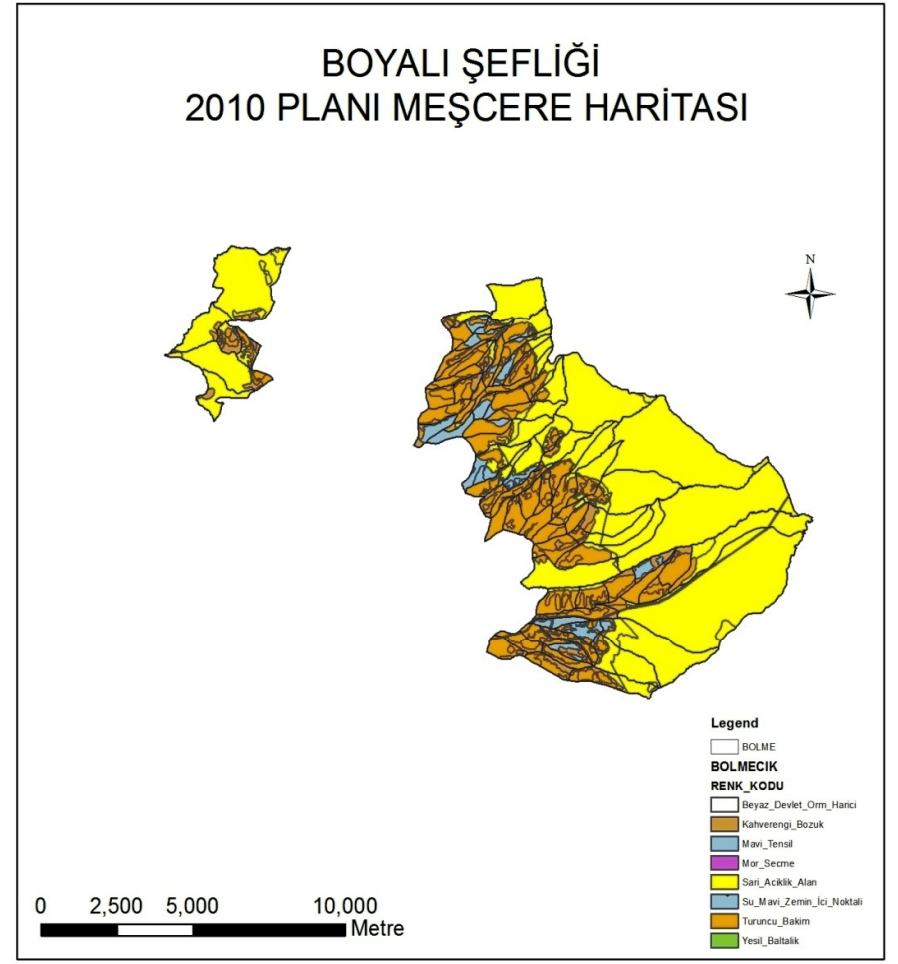 BOYALI ŞEFLİĞİ
2010 PLANI MEŞCERE HARİTASI
N
Legend
BOLME
BOLMECIK
RENK_KODU
Beyaz_Devlet_Orm_Harici
Kahverengi_Bozuk
Mavi_Tensil
Mor_Secme
Sari_Aciklik_Alan
Su_Mavi_Zemin_İci_Noktali
Turuncu_Bakim
Yesil_Baltalik
0 2,500 5,000 10,000
Metre